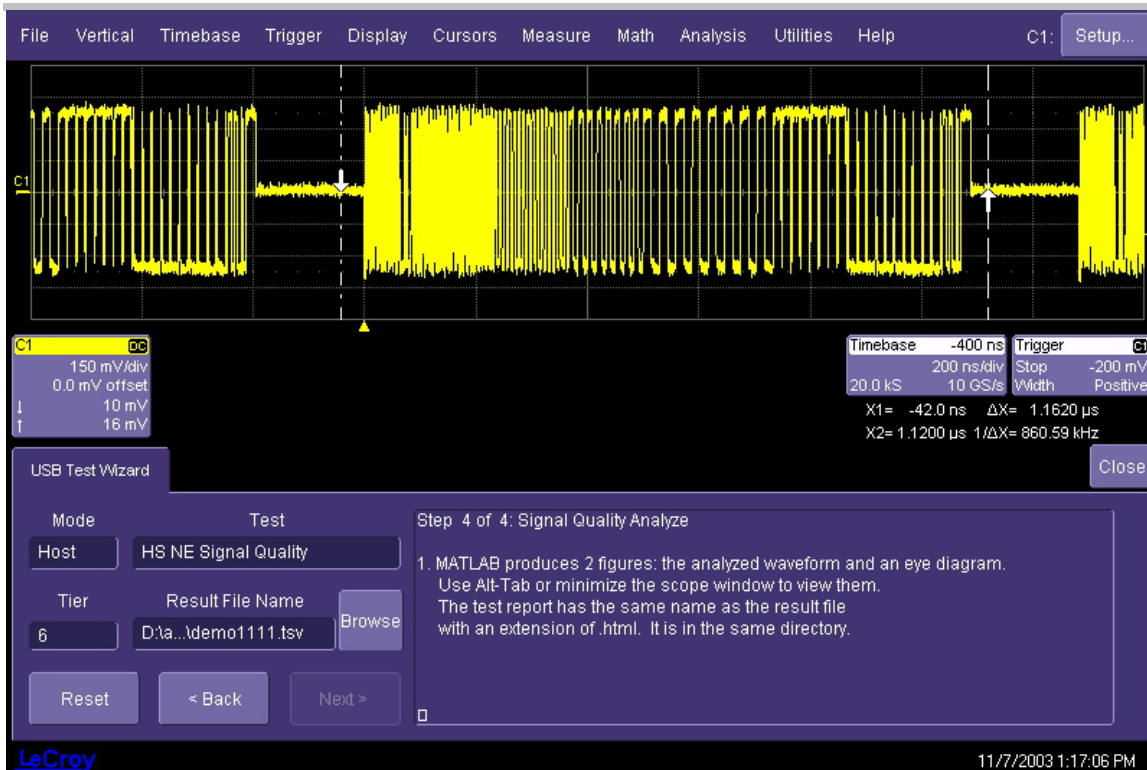 File Vertical Timebase Trigger Display Cursors Measure Math Analysis Utilities Help C1: Setup...
C1
C1 DC
150 mV/div
0.0 mV offset
↓ 10 mV
↑ 16 mV
Timebase -400 ns
200 ns/div
20.0 kS 10 GS/s
Trigger C1
Stop -200 mV
Width Positive
X1= -42.0 ns ΔX= 1.1620 µs
X2= 1.1200 µs 1/ΔX= 860.59 kHz
USB Test Wizard
Close
Mode Test
Host HS NE Signal Quality
Tier Result File Name
6 D:\a...\demo1111.tsv Browse
Reset < Back Next >
Step 4 of 4: Signal Quality Analyze
1. MATLAB produces 2 figures: the analyzed waveform and an eye diagram.
Use Alt-Tab or minimize the scope window to view them.
The test report has the same name as the result file
with an extension of .html. It is in the same directory.
LeCroy
11/7/2003 1:17:06 PM